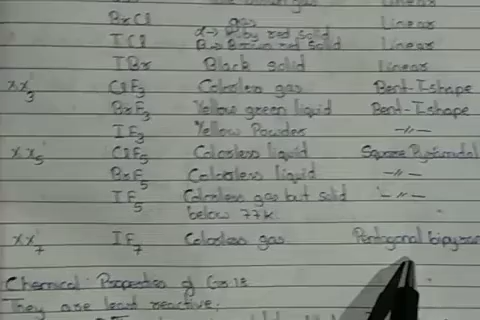 BrCl gas Linear
ICl α→ Ruby red solid Linear
β→ Brown red solid
IBr Black solid Linear
XX'3 ClF3 Colorless gas Bent-T-shape
BrF3 Yellow green liquid Bent-T-shape
IF3 Yellow Powder -"-
XX'5 ClF5 Colorless liquid Square Pyramidal
BrF5 Colorless liquid -"-
IF5 Colorless gas but solid -"-
below 77K.
XX'7 IF7 Colorless gas Pentagonal bipyram
Chemical Properties of Gr. 18
They are least reactive.